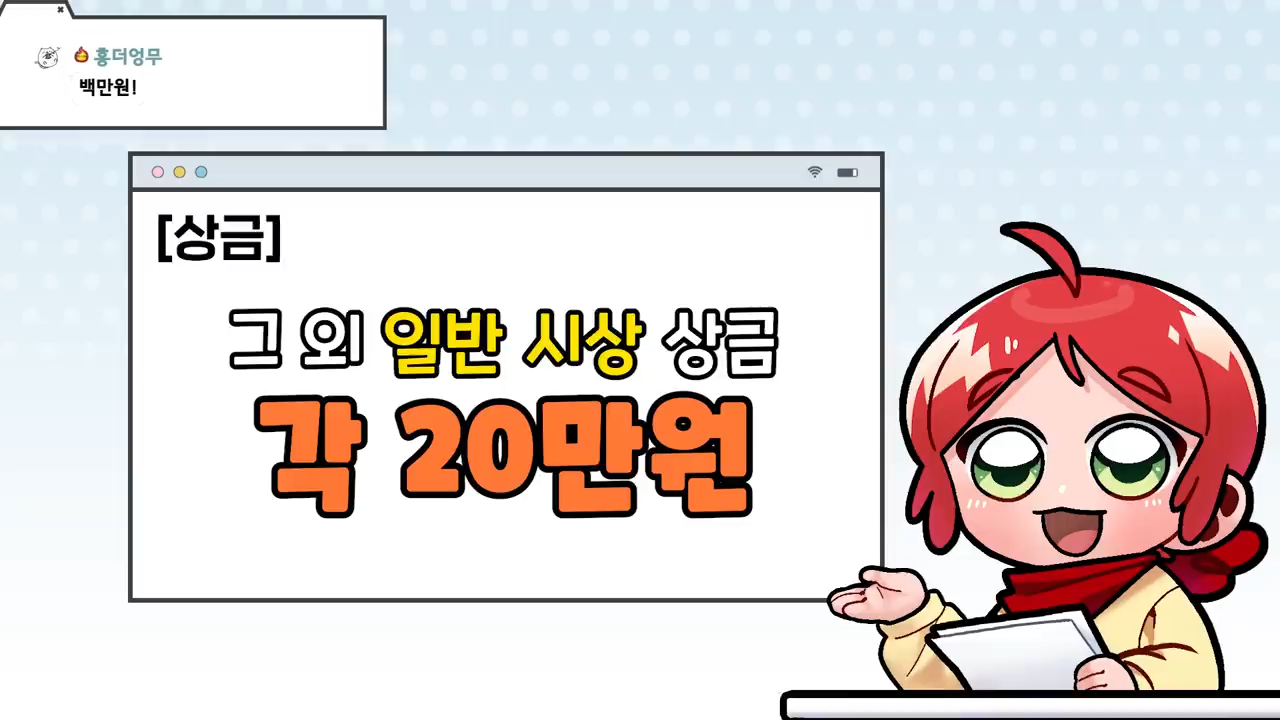 홍더엉무
백만원!
[상금]
그 외 일반 시상 상금
각 20만원